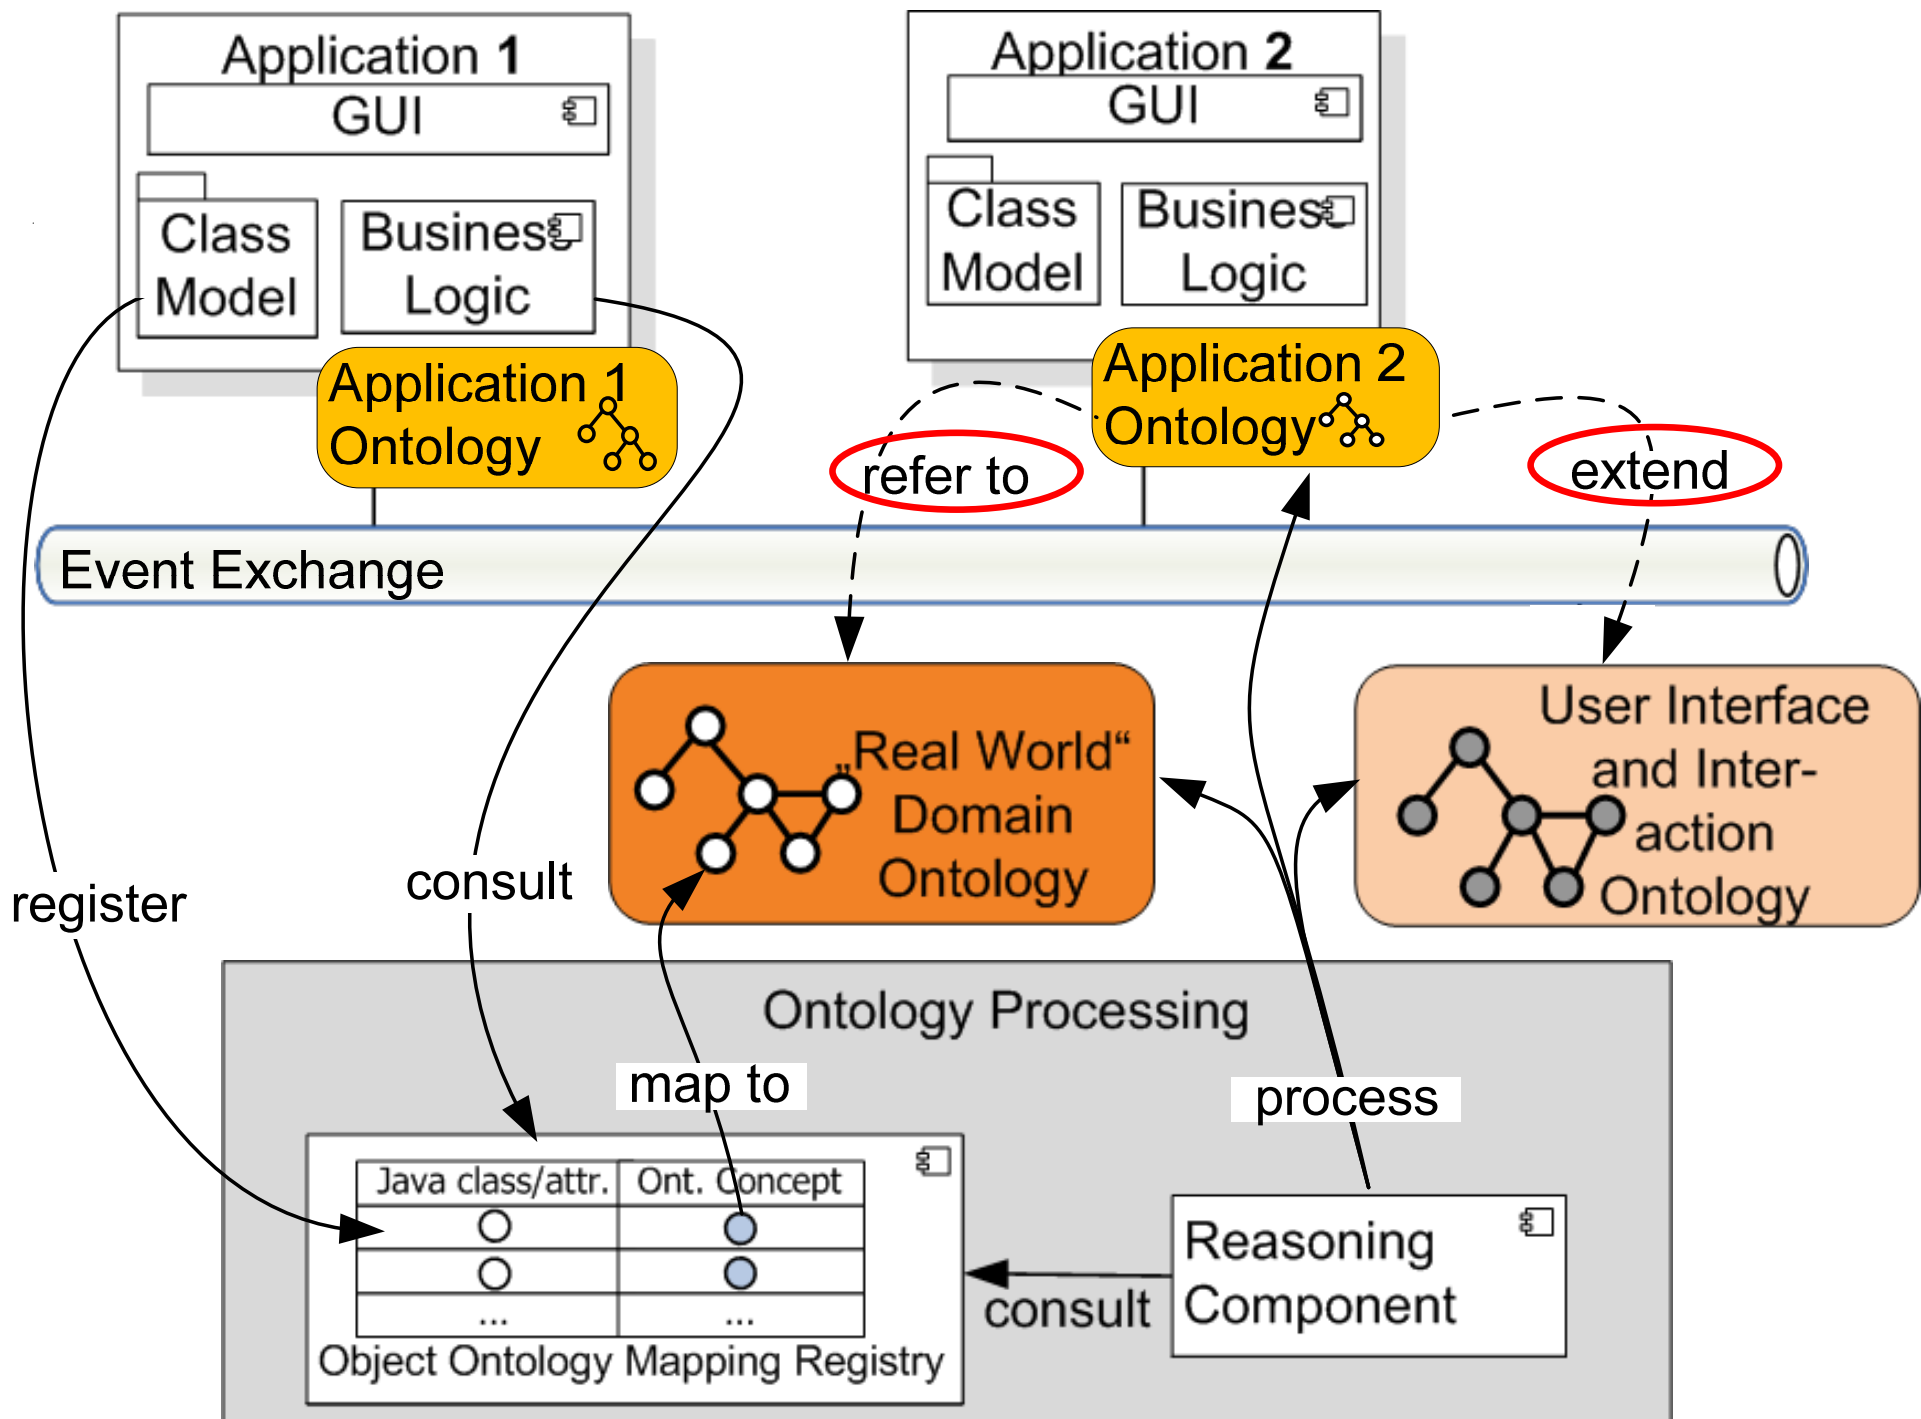 Application 1
GUI
Class
Model
Business
Logic
Application 1
Ontology
Application 2
GUI
Class
Model
Business
Logic
Application 2
Ontology
refer to
extend
Event Exchange
„Real World“
Domain
Ontology
User Interface
and Inter-
action
Ontology
register
consult
Ontology Processing
map to
process
Java class/attr.
Ont. Concept
...
...
Object Ontology Mapping Registry
consult
Reasoning
Component